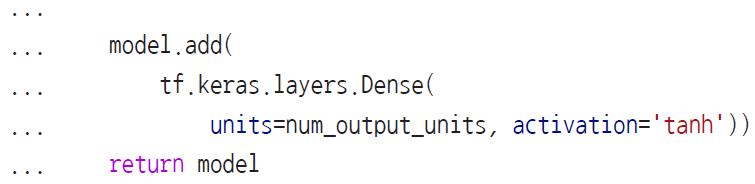 ...
...     model.add(
...         tf.keras.layers.Dense(
...             units=num_output_units, activation='tanh'))
...     return model